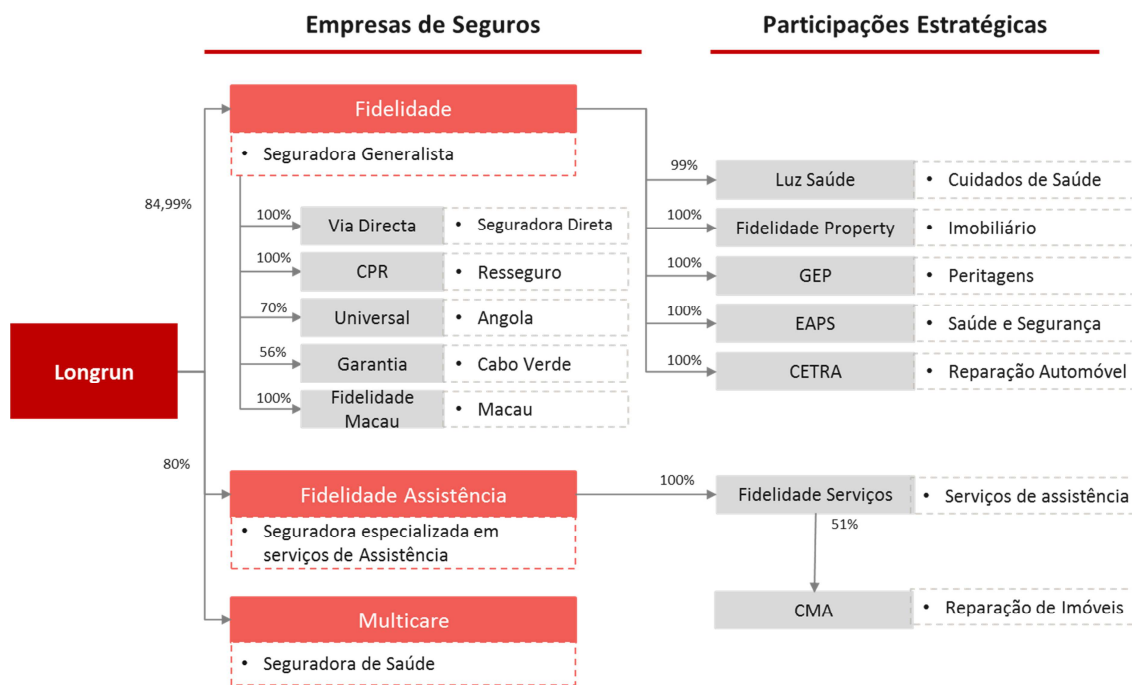 Empresas de Seguros
Participações Estratégicas
Fidelidade
• Seguradora Generalista
84,99%
100%
Via Directa
• Seguradora Direta
100%
CPR
• Resseguro
70%
Universal
• Angola
56%
Garantia
• Cabo Verde
100%
Fidelidade
Macau
• Macau
99%
Luz Saúde
• Cuidados de Saúde
100%
Fidelidade Property
• Imobiliário
100%
GEP
• Peritagens
100%
EAPS
• Saúde e Segurança
100%
CETRA
• Reparação Automóvel
Longrun
80%
Fidelidade Assistência
• Seguradora especializada em
serviços de Assistência
100%
Fidelidade Serviços
• Serviços de assistência
51%
CMA
• Reparação de Imóveis
Multicare
• Seguradora de Saúde